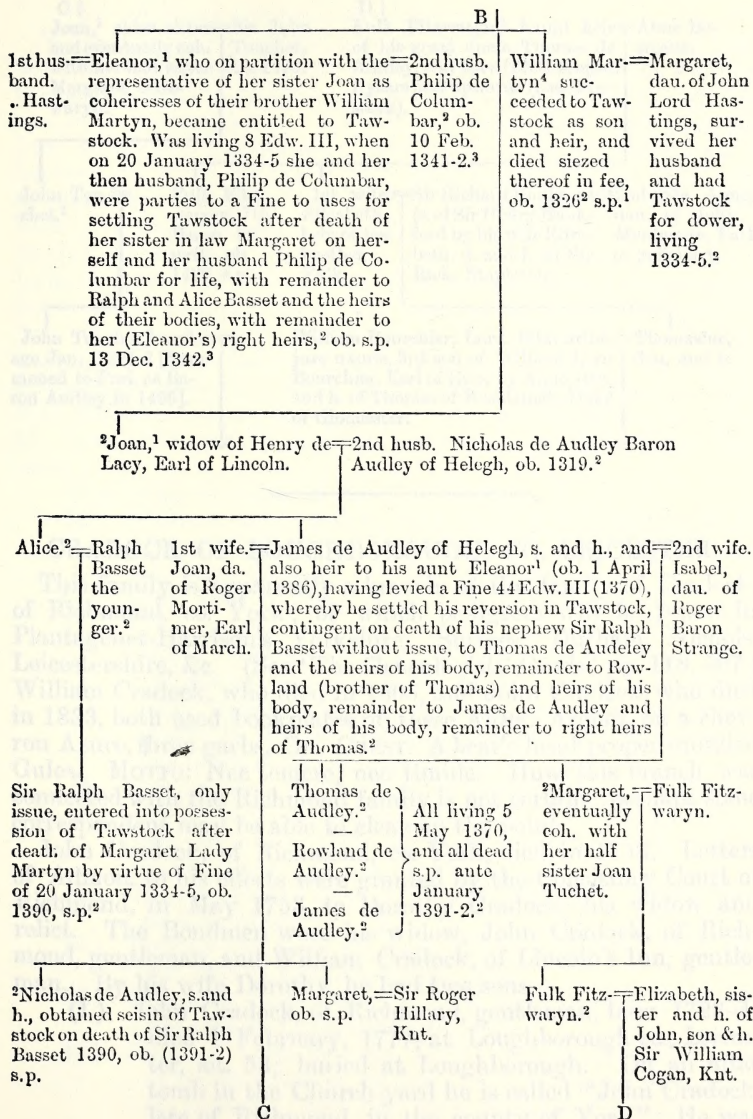 B
1st hus-
band.
.. Hast-
ings.
Eleanor,¹ who on partition with the
representative of her sister Joan as
coheiresses of their brother William
Martyn, became entitled to Taw-
stock. Was living 8 Edw. III, when
on 20 January 1334-5 she and her
then husband, Philip de Columbar,
were parties to a Fine to uses for
settling Tawstock after death of
her sister in law Margaret on her-
self and her husband Philip de Co-
lumbar for life, with remainder to
Ralph and Alice Basset and the heirs
of their bodies, with remainder to
her (Eleanor's) right heirs,² ob. s.p.
13 Dec. 1342.³
2nd husb.
Philip de
Colum-
bar,² ob.
10 Feb.
1341-2.³
William Mar-
tyn⁴ suc-
ceeded to Taw-
stock as son
and heir, and
died siezed
thereof in fee,
ob. 1326² s.p.¹
Margaret,
dau. of John
Lord Has-
tings, sur-
vived her
husband
and had
Tawstock
for dower,
living
1334-5.²
²Joan,¹ widow of Henry de
Lacy, Earl of Lincoln.
2nd husb. Nicholas de Audley Baron
Audley of Helegh, ob. 1319.²
Alice.²
Ralph
Basset
the
youn-
ger.²
1st wife.
Joan, da.
of Roger
Morti-
mer, Earl
of March.
James de Audley of Helegh, s. and h., and
also heir to his aunt Eleanor¹ (ob. 1 April
1386), having levied a Fine 44 Edw. III (1370),
whereby he settled his reversion in Tawstock,
contingent on death of his nephew Sir Ralph
Basset without issue, to Thomas de Audeley
and the heirs of his body, remainder to Row-
land (brother of Thomas) and heirs of his
body, remainder to James de Audley and
heirs of his body, remainder to right heirs
of Thomas.²
2nd wife.
Isabel,
dau. of
Roger
Baron
Strange.
Sir Ralph Basset, only
issue, entered into posses-
sion of Tawstock after
death of Margaret Lady
Martyn by virtue of Fine
of 20 January 1334-5, ob.
1390, s.p.²
Thomas de
Audley.²
Rowland de
Audley.²
James de
Audley.²
All living 5
May 1370,
and all dead
s.p. ante
January
1391-2.²
²Margaret,
eventually
coh. with
her half
sister Joan
Tuchet.
Fulk Fitz-
waryn.
²Nicholas de Audley, s. and
h., obtained seisin of Taw-
stock on death of Sir Ralph
Basset 1390, ob. (1391-2)
s.p.
Margaret,
ob. s.p.
Sir Roger
Hillary,
Knt.
Fulk Fitz-
waryn.²
Elizabeth, sis-
ter and h. of
John, son & h.
Sir William
Cogan, Knt.
C
D